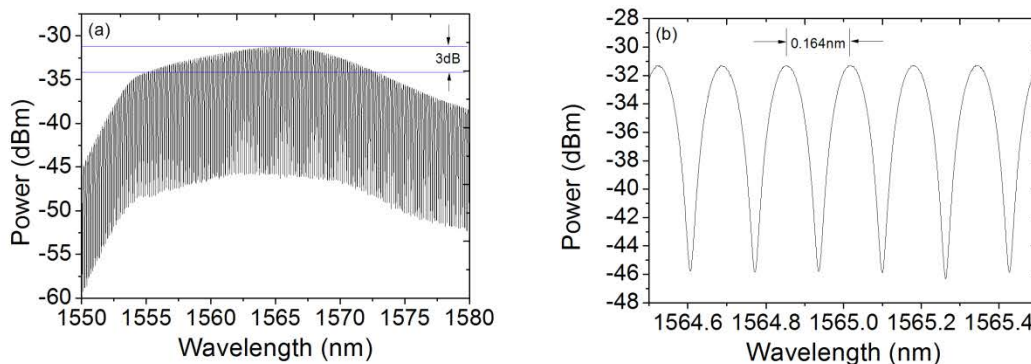 (a)
-30
-35
-40
-45
-50
-55
-60
Power (dBm)
3dB
1550 1555 1560 1565 1570 1575 1580
Wavelength (nm)
(b)
-28
-30
-32
-34
-36
-38
-40
-42
-44
-46
-48
Power (dBm)
0.164nm
1564.6 1564.8 1565.0 1565.2 1565.4
Wavelength (nm)